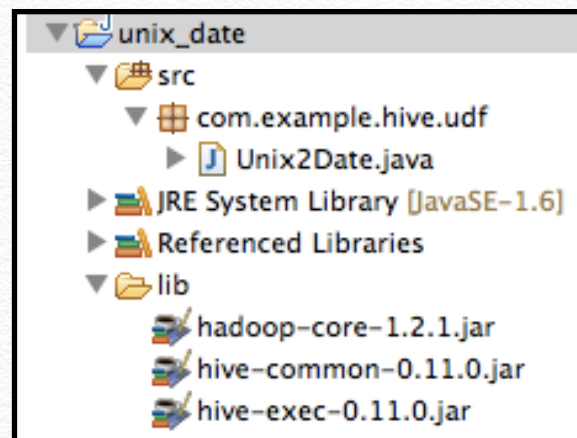 unix_date
src
com.example.hive.udf
Unix2Date.java
JRE System Library [JavaSE-1.6]
Referenced Libraries
lib
hadoop-core-1.2.1.jar
hive-common-0.11.0.jar
hive-exec-0.11.0.jar